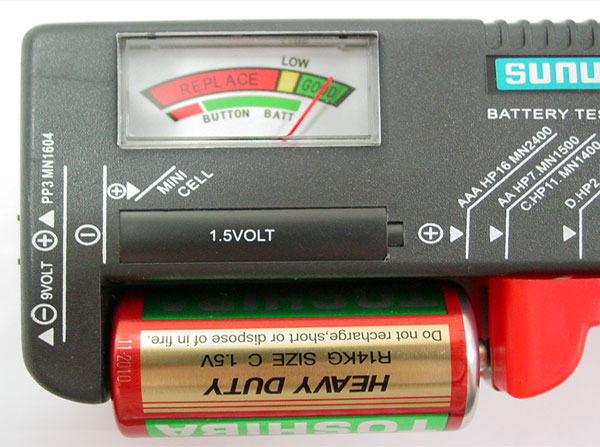 LOW
REPLACE
GOOD
BUTTON BATT
BATTERY TES
9VOLT PP3 MN1604
MINI
CELL
1.5VOLT
AAA HP16 MN2400
AA HP7.MN1500
C.HP11. MN1400
D.HP2
TOSHIBA
Do not recharge,short or dispose of in fire.
R14KG SIZE C 1.5V
HEAVY DUTY
TOSHIBA
11-2010